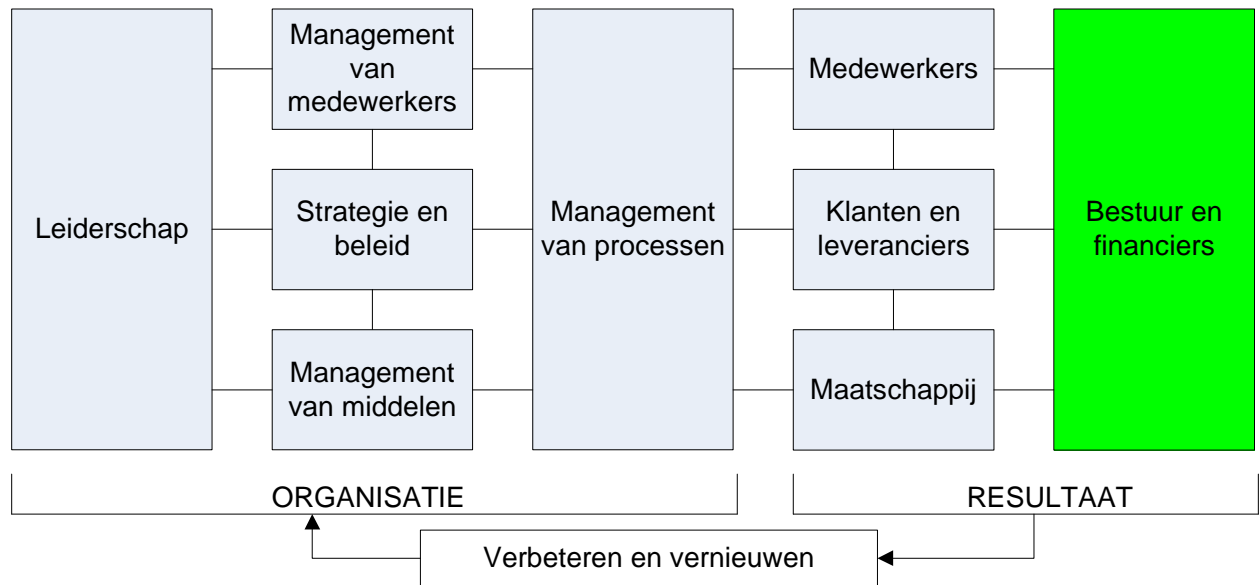 Leiderschap
Management
van
medewerkers
Strategie en
beleid
Management
van middelen
Management
van processen
Medewerkers
Klanten en
leveranciers
Maatschappij
Bestuur en
financiers
ORGANISATIE
RESULTAAT
Verbeteren en vernieuwen